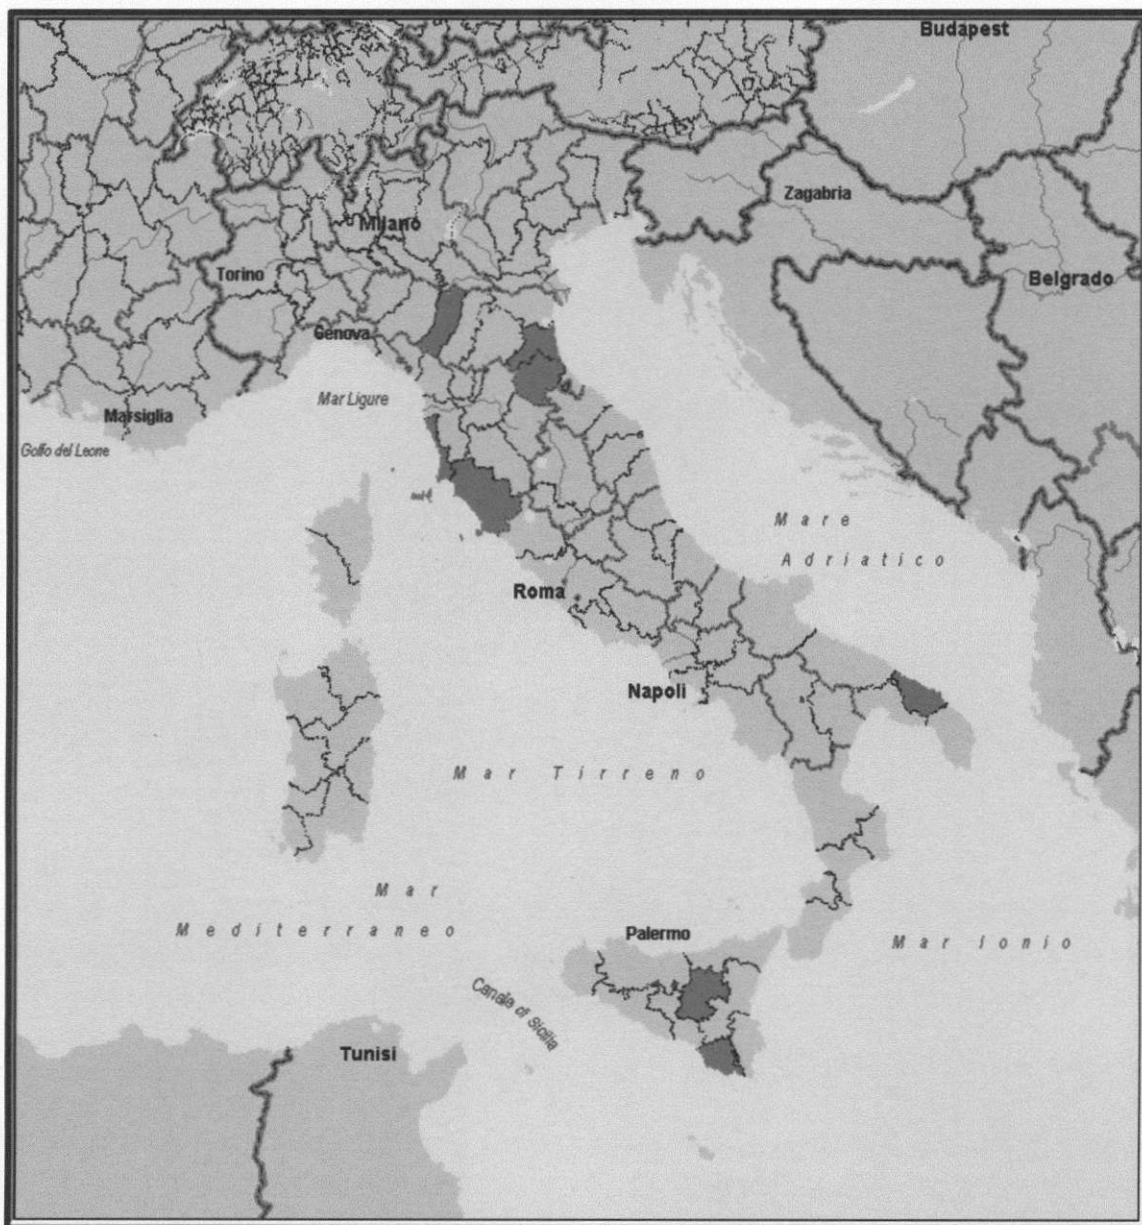 Budapest
Zagabria
Milano
Torino
Belgrado
Genova
Mar Ligure
Marsiglia
Golfo del Leone
Mare
Adriatico
Roma
Napoli
Mar Tirreno
Mar
Mediterraneo
Palermo
Mar Ionio
Canale of Sicilia
Tunisi